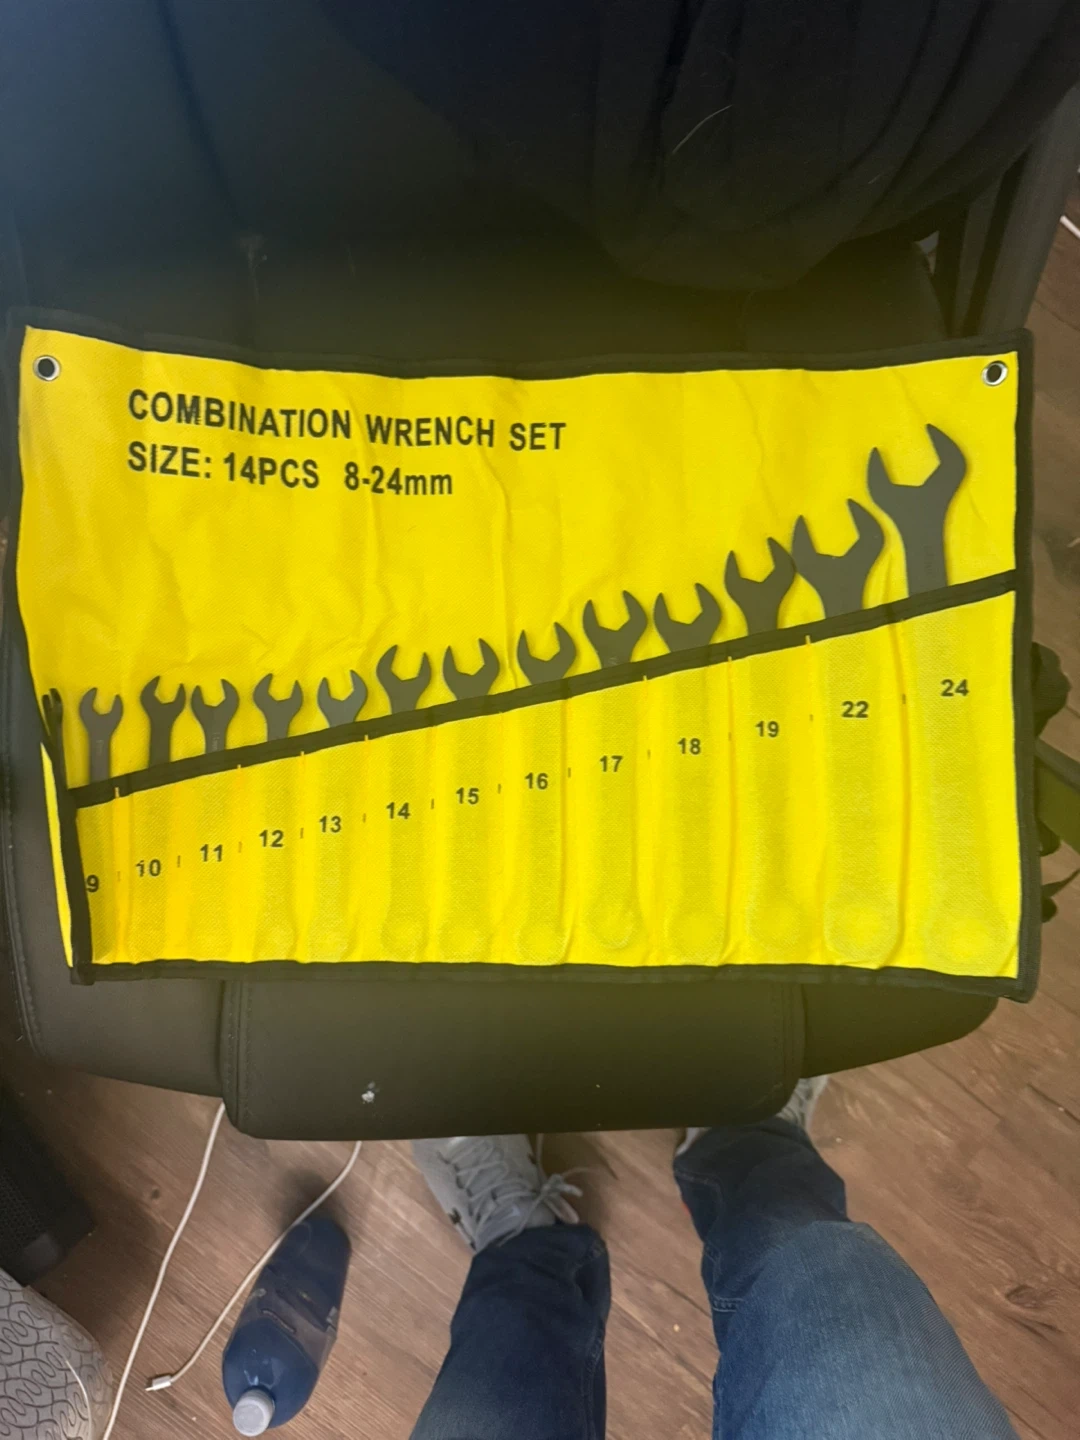 COMBINATION WRENCH SET
SIZE: 14PCS 8-24mm
9 10 11 12 13 14 15 16 17 18 19 22 24